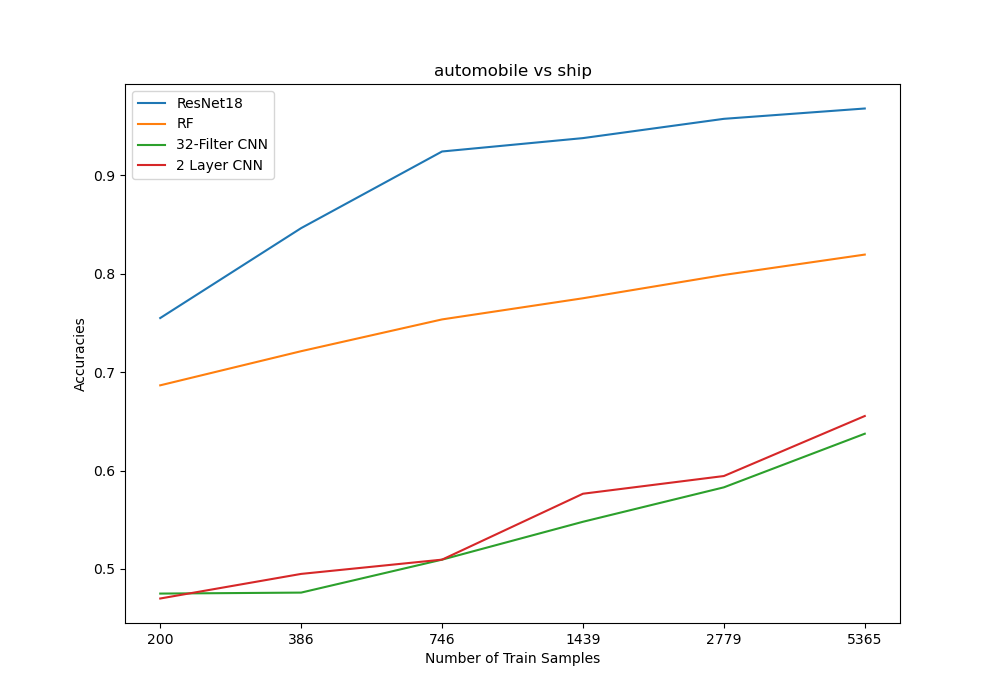 automobile vs ship
ResNet18
RF
32-Filter CNN
2 Layer CNN
Accuracies
0.9
0.8
0.7
0.6
0.5
200 386 746 1439 2779 5365
Number of Train Samples